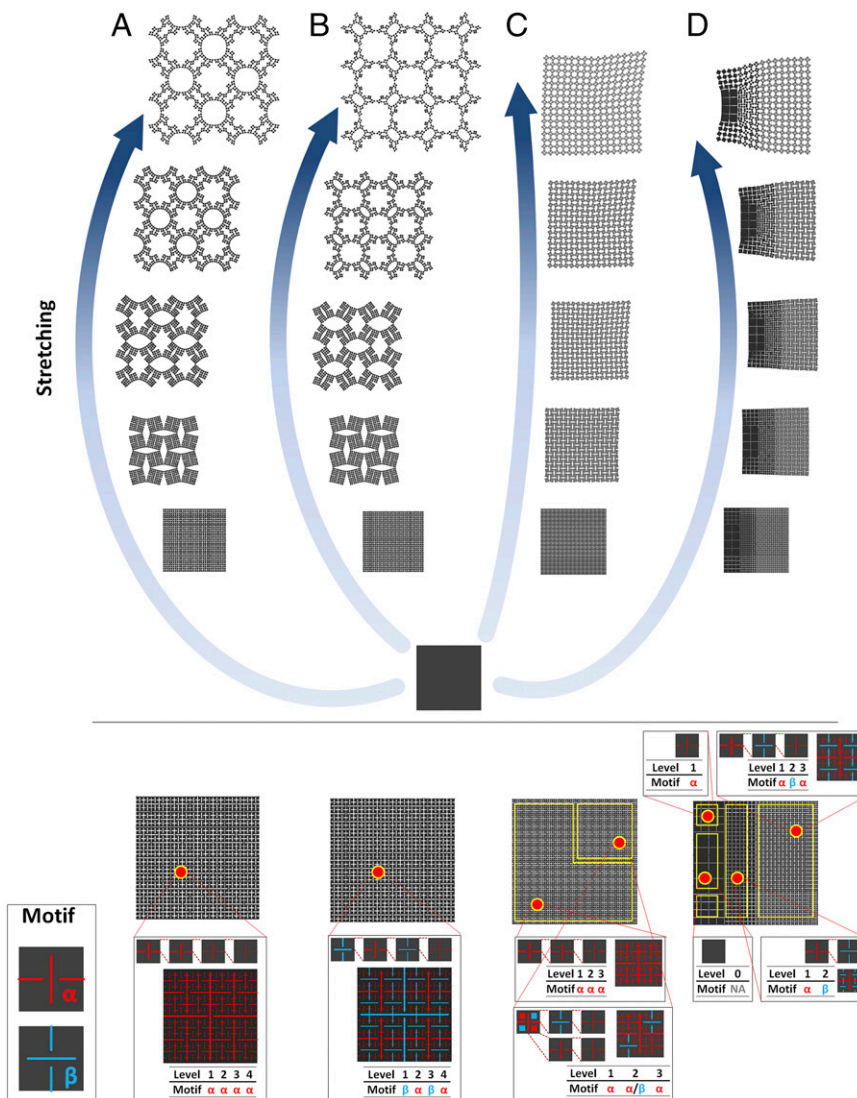 A B C D
Stretching
Level 1
Motif α
Level 1 2 3
Motif α β α
Motif
α
β
Level 1 2 3 4
Motif α α α α
Level 1 2 3 4
Motif β α β α
Level 1 2 3
Motif α α α
Level 1 2 3
Motif α α/β α
Level 0
Motif NA
Level 1 2
Motif α β